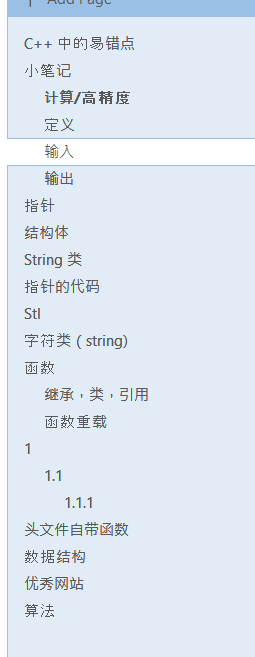 + Add Page
C++ 中的易错点
小笔记
计算/高精度
定义
输入
输出
指针
结构体
String 类
指针的代码
Stl
字符类 ( string)
函数
继承，类，引用
函数重载
1
1.1
1.1.1
头文件自带函数
数据结构
优秀网站
算法